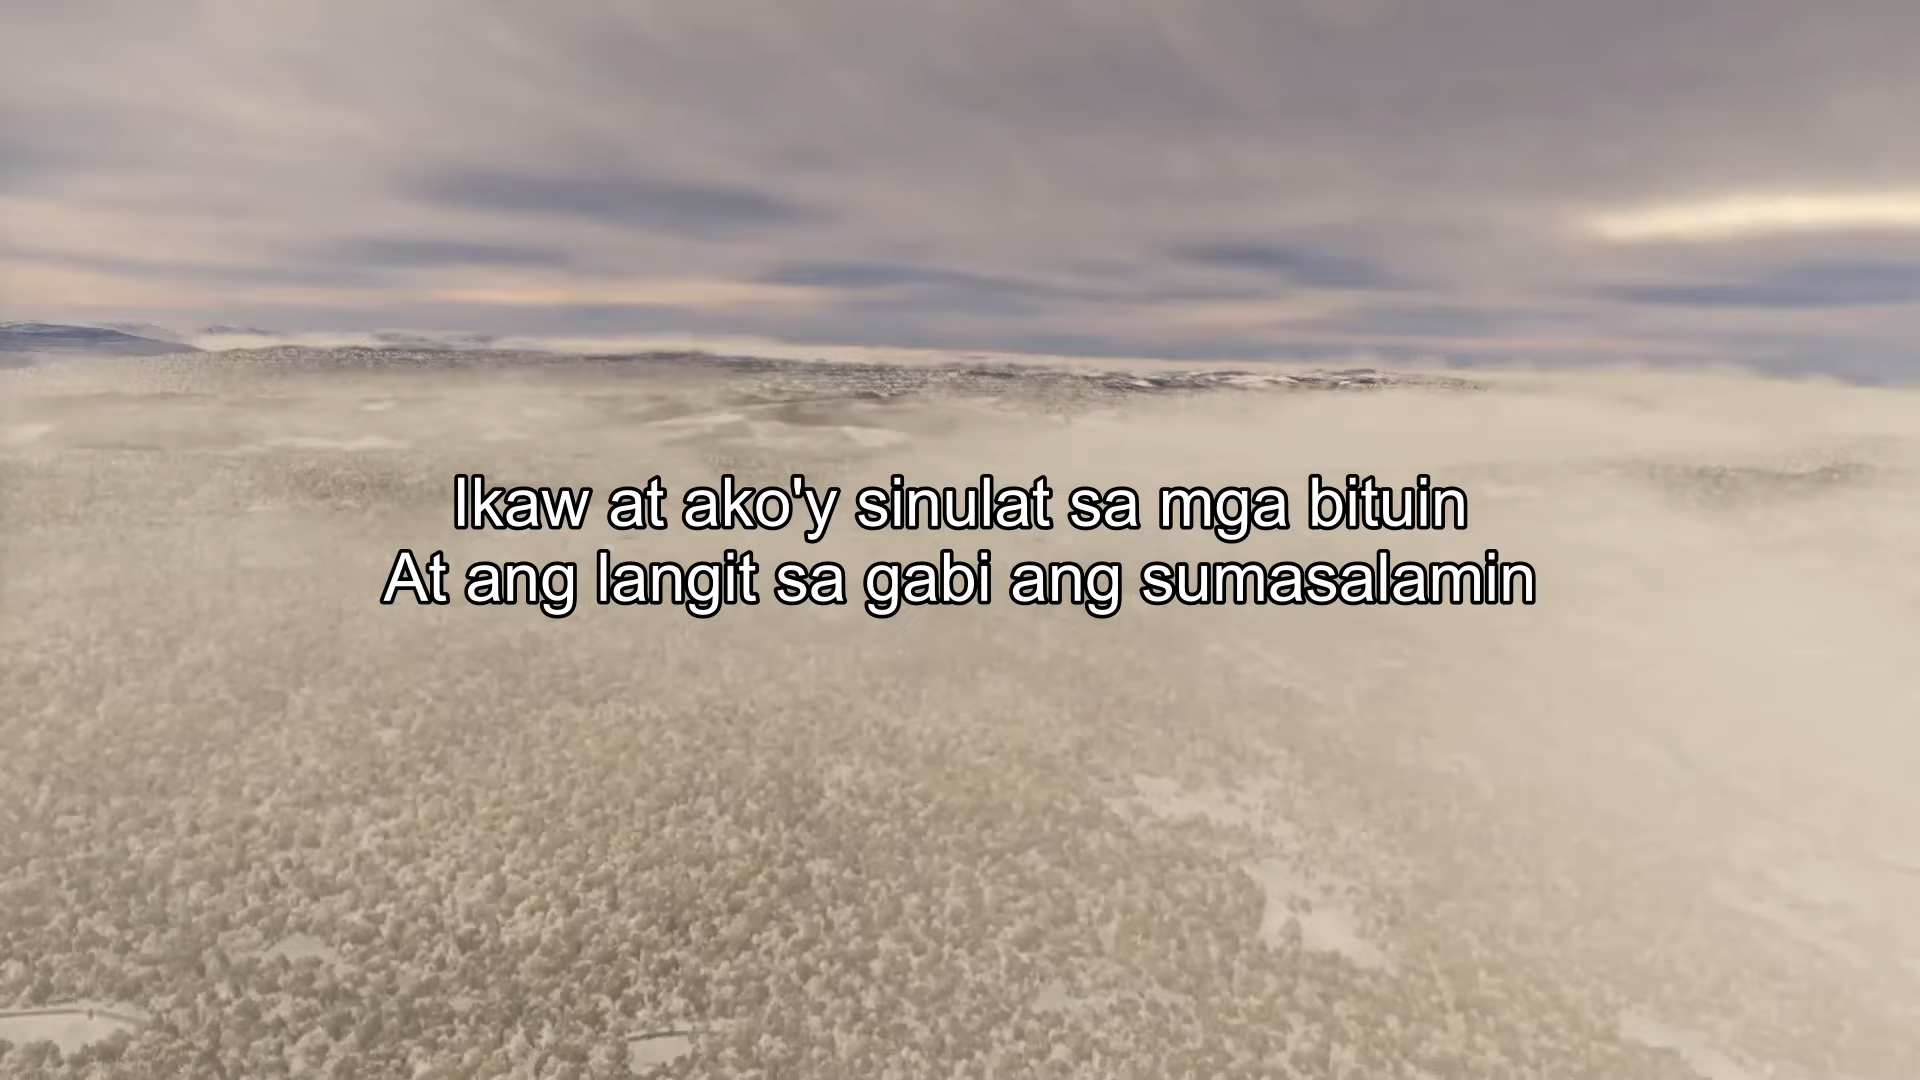 Ikaw at ako'y sinulat sa mga bituin
At ang langit sa gabi ang sumasalamin